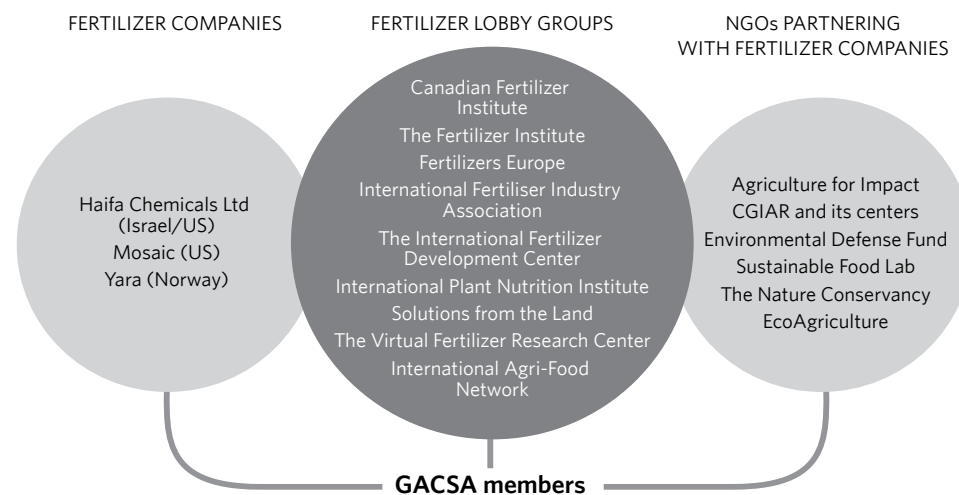 FERTILIZER COMPANIES
Haifa Chemicals Ltd
(Israel/US)
Mosaic (US)
Yara (Norway)
FERTILIZER LOBBY GROUPS
Canadian Fertilizer
Institute
The Fertilizer Institute
Fertilizers Europe
International Fertiliser Industry
Association
The International Fertilizer
Development Center
International Plant Nutrition Institute
Solutions from the Land
The Virtual Fertilizer Research Center
International Agri-Food
Network
NGOs PARTNERING
WITH FERTILIZER COMPANIES
Agriculture for Impact
CGIAR and its centers
Environmental Defense Fund
Sustainable Food Lab
The Nature Conservancy
EcoAgriculture
GACSA members